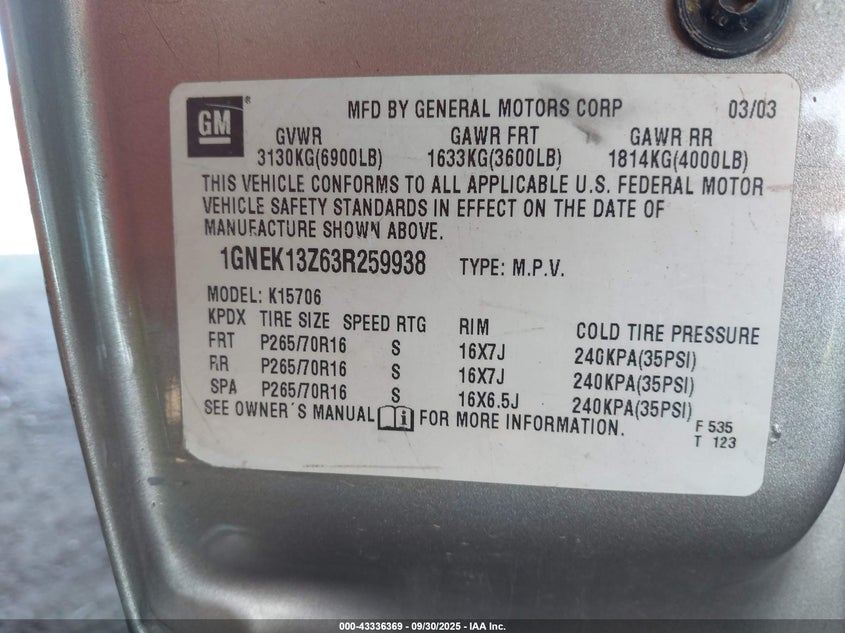 GM ®
MFD BY GENERAL MOTORS CORP 03/03
GVWR GAWR FRT GAWR RR
3130KG(6900LB) 1633KG(3600LB) 1814KG(4000LB)
THIS VEHICLE CONFORMS TO ALL APPLICABLE U.S. FEDERAL MOTOR
VEHICLE SAFETY STANDARDS IN EFFECT ON THE DATE OF
MANUFACTURE SHOWN ABOVE.
1GNEK13Z63R259938 TYPE: M.P.V.
MODEL: K15706
KPDX TIRE SIZE SPEED RTG RIM COLD TIRE PRESSURE
FRT P265/70R16 S 16X7J 240KPA(35PSI)
RR P265/70R16 S 16X7J 240KPA(35PSI)
SPA P265/70R16 S 16X6.5J 240KPA(35PSI)
SEE OWNER´S MANUAL FOR MORE INFORMATION.
F 535
T 123
000-43336369 - 09/30/2025 - IAA Inc.